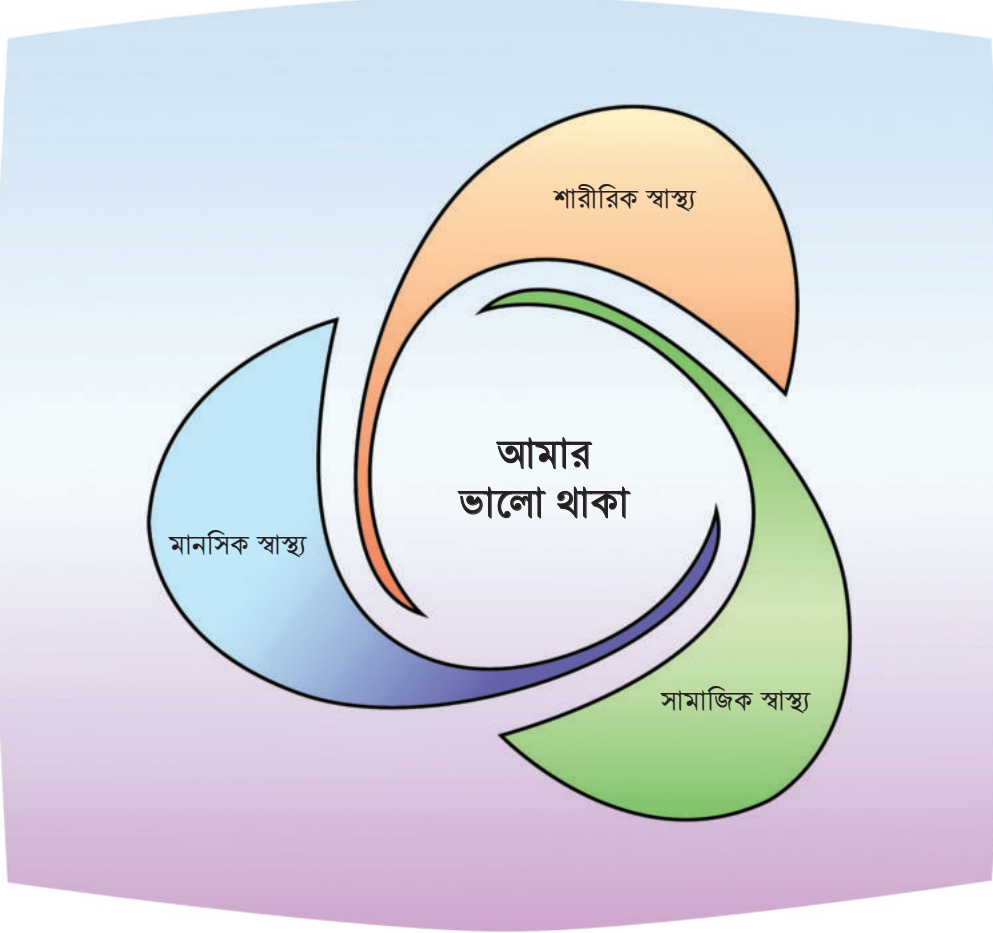 শারীরিক স্বাস্থ্য
আমার
ভালো থাকা
মানসিক স্বাস্থ্য
সামাজিক স্বাস্থ্য